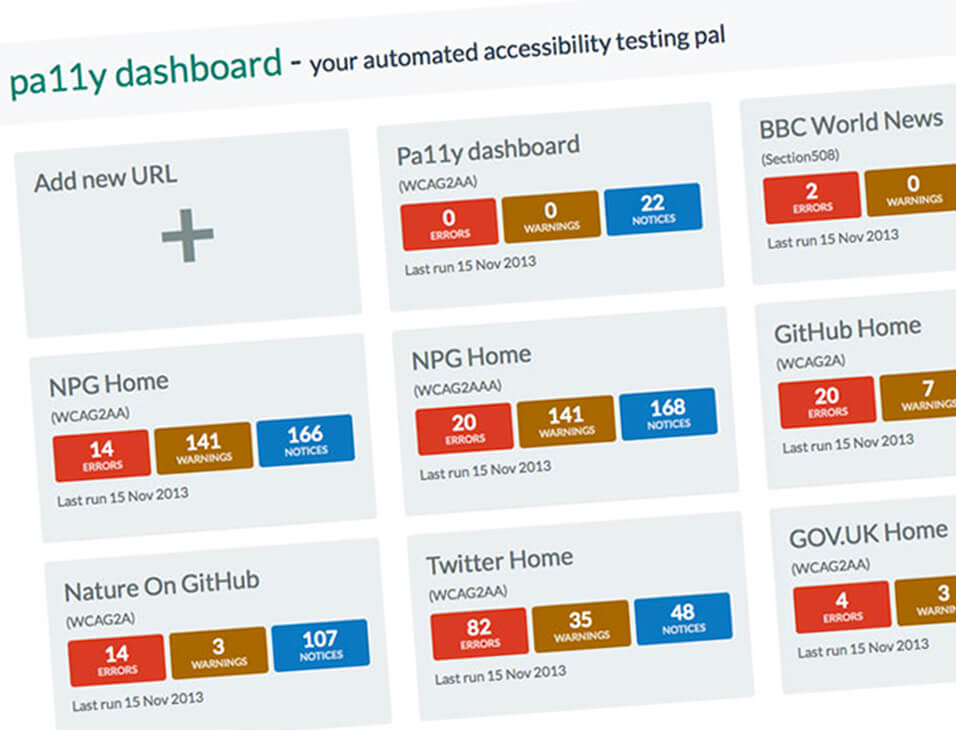 pa11y dashboard - your automated accessibility testing pal
Add new URL
+
Pa11y dashboard
(WCAG2AA)
0 ERRORS
0 WARNINGS
22 NOTICES
Last run 15 Nov 2013
BBC World News
(Section508)
2 ERRORS
0 WARNINGS
Last run 15 Nov 2013
NPG Home
(WCAG2AA)
14 ERRORS
141 WARNINGS
166 NOTICES
Last run 15 Nov 2013
NPG Home
(WCAG2AAA)
20 ERRORS
141 WARNINGS
168 NOTICES
Last run 15 Nov 2013
GitHub Home
(WCAG2A)
20 ERRORS
7 WARNINGS
Last run 15 Nov 2013
Nature On GitHub
(WCAG2A)
14 ERRORS
3 WARNINGS
107 NOTICES
Last run 15 Nov 2013
Twitter Home
(WCAG2AA)
82 ERRORS
35 WARNINGS
48 NOTICES
Last run 15 Nov 2013
GOV.UK Home
(WCAG2AA)
4 ERRORS
3 WARNIN
Last run 15 Nov 2013